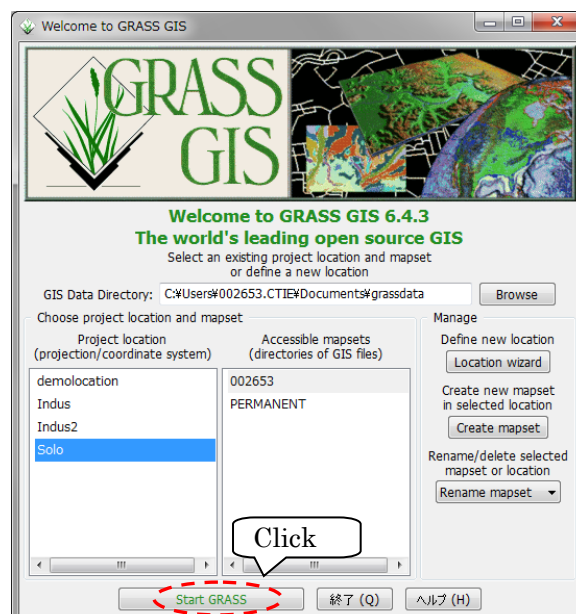 Welcome to GRASS GIS
GRASS
GIS
Welcome to GRASS GIS 6.4.3
The world's leading open source GIS
Select an existing project location and mapset
or define a new location
GIS Data Directory: C:¥Users¥002653.CTIE¥Documents¥grassdata Browse
Choose project location and mapset
Project location
(projection/coordinate system)
demolocation
Indus
Indus2
Solo
Accessible mapsets
(directories of GIS files)
002653
PERMANENT
Manage
Define new location
Location wizard
Create new mapset
in selected location
Create mapset
Rename/delete selected
mapset or location
Rename mapset
Click
Start GRASS 終了 (Q) ヘルプ (H)